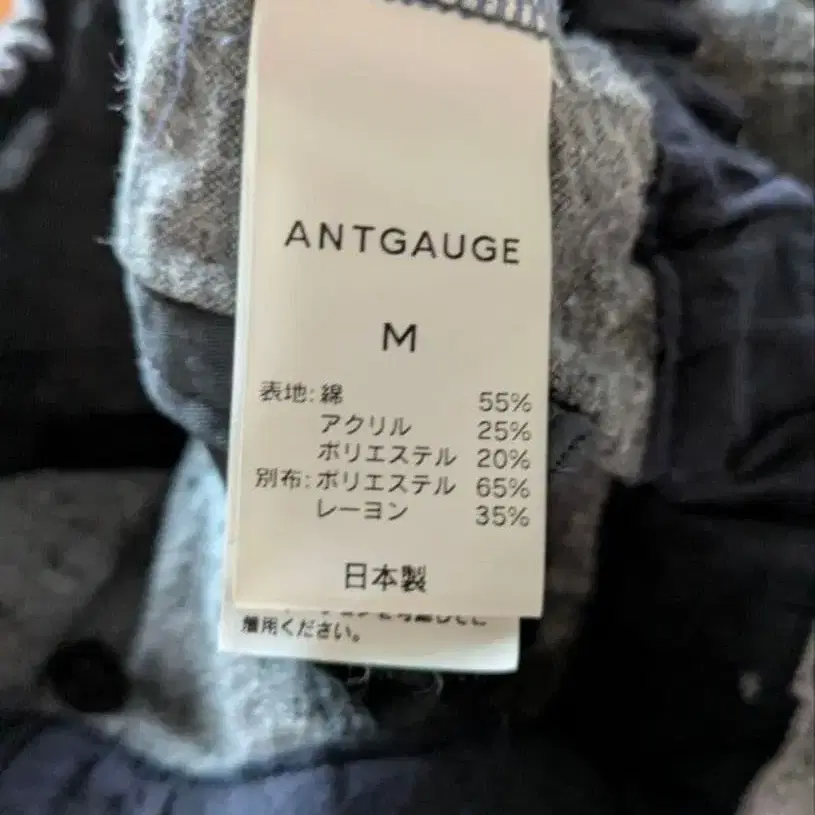 ANTGAUGE
M
表地:綿 55%
アクリル 25%
ポリエステル 20%
別布:ポリエステル 65%
レーヨン 35%
日本製
着用ください。